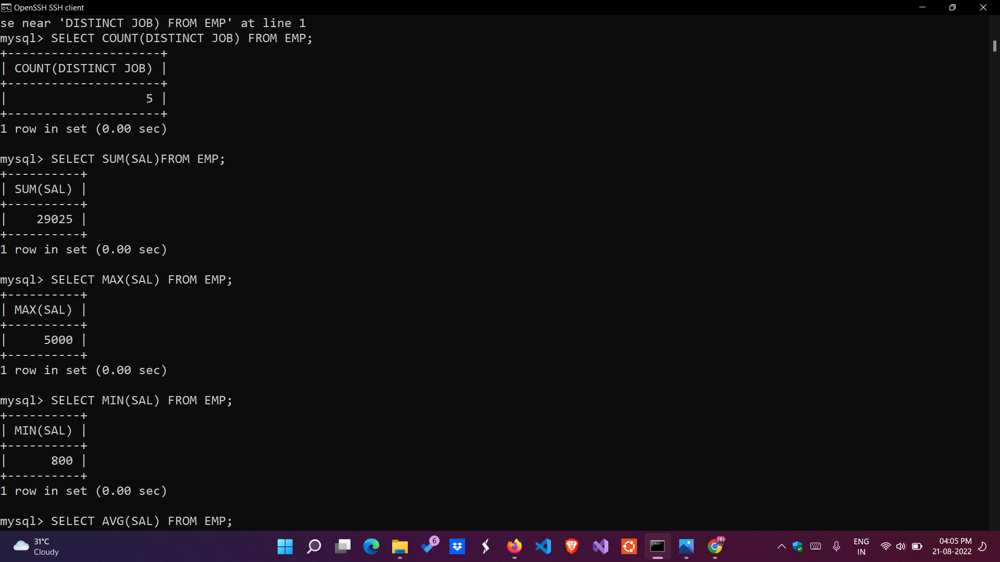 OpenSSH SSH client
se near 'DISTINCT JOB) FROM EMP' at line 1
mysql> SELECT COUNT(DISTINCT JOB) FROM EMP;
+---------------------+
| COUNT(DISTINCT JOB) |
+---------------------+
|                   5 |
+---------------------+
1 row in set (0.00 sec)

mysql> SELECT SUM(SAL)FROM EMP;
+----------+
| SUM(SAL) |
+----------+
|    29025 |
+----------+
1 row in set (0.00 sec)

mysql> SELECT MAX(SAL) FROM EMP;
+----------+
| MAX(SAL) |
+----------+
|     5000 |
+----------+
1 row in set (0.00 sec)

mysql> SELECT MIN(SAL) FROM EMP;
+----------+
| MIN(SAL) |
+----------+
|      800 |
+----------+
1 row in set (0.00 sec)

mysql> SELECT AVG(SAL) FROM EMP;
31°C
Cloudy
6
ENG
IN
04:05 PM
21-08-2022